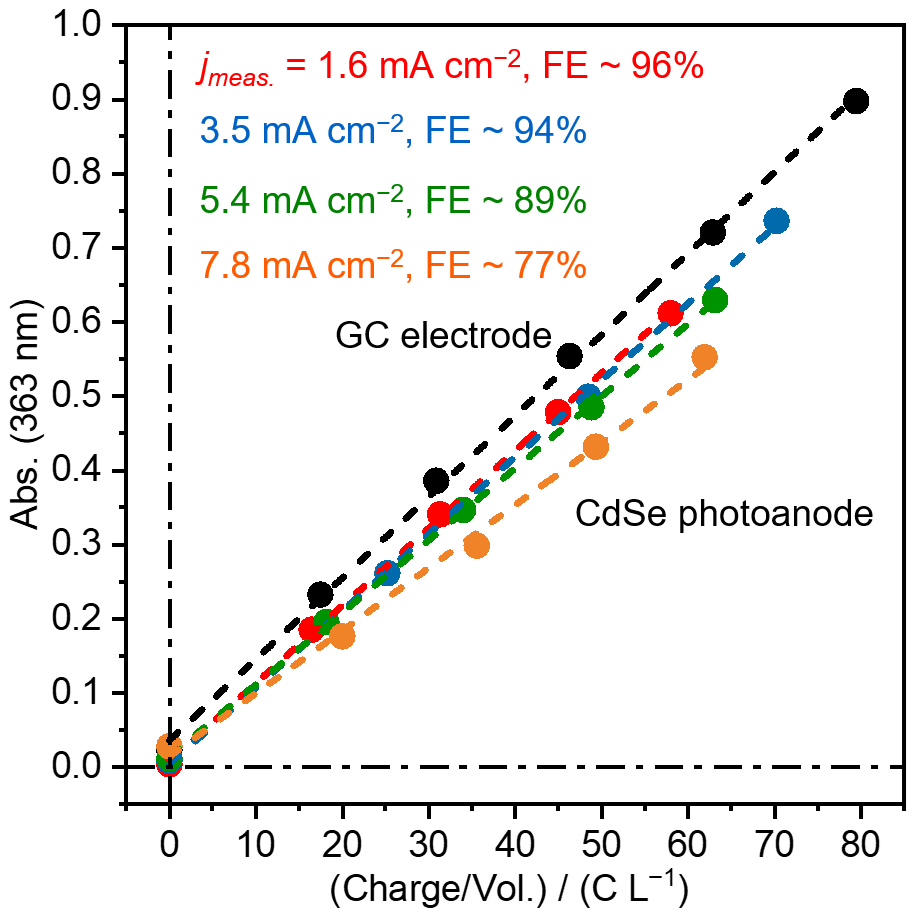 1.0
j_meas. = 1.6 mA cm⁻², FE ~ 96%
0.9
3.5 mA cm⁻², FE ~ 94%
0.8
5.4 mA cm⁻², FE ~ 89%
0.7
7.8 mA cm⁻², FE ~ 77%
0.6
GC electrode
0.5
0.4
CdSe photoanode
0.3
0.2
0.1
0.0
Abs. (363 nm)
0 10 20 30 40 50 60 70 80
(Charge/Vol.) / (C L⁻¹)